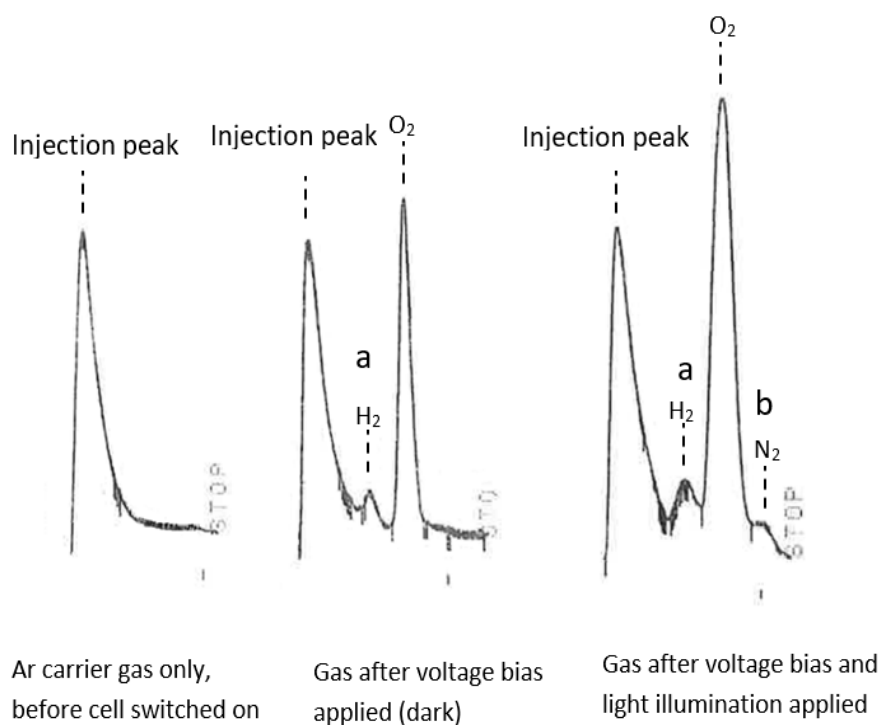 Injection peak
STOP
Ar carrier gas only,
before cell switched on
Injection peak
O₂
a
H₂
STO
Gas after voltage bias
applied (dark)
Injection peak
O₂
a
H₂
b
N₂
STOP
Gas after voltage bias and
light illumination applied